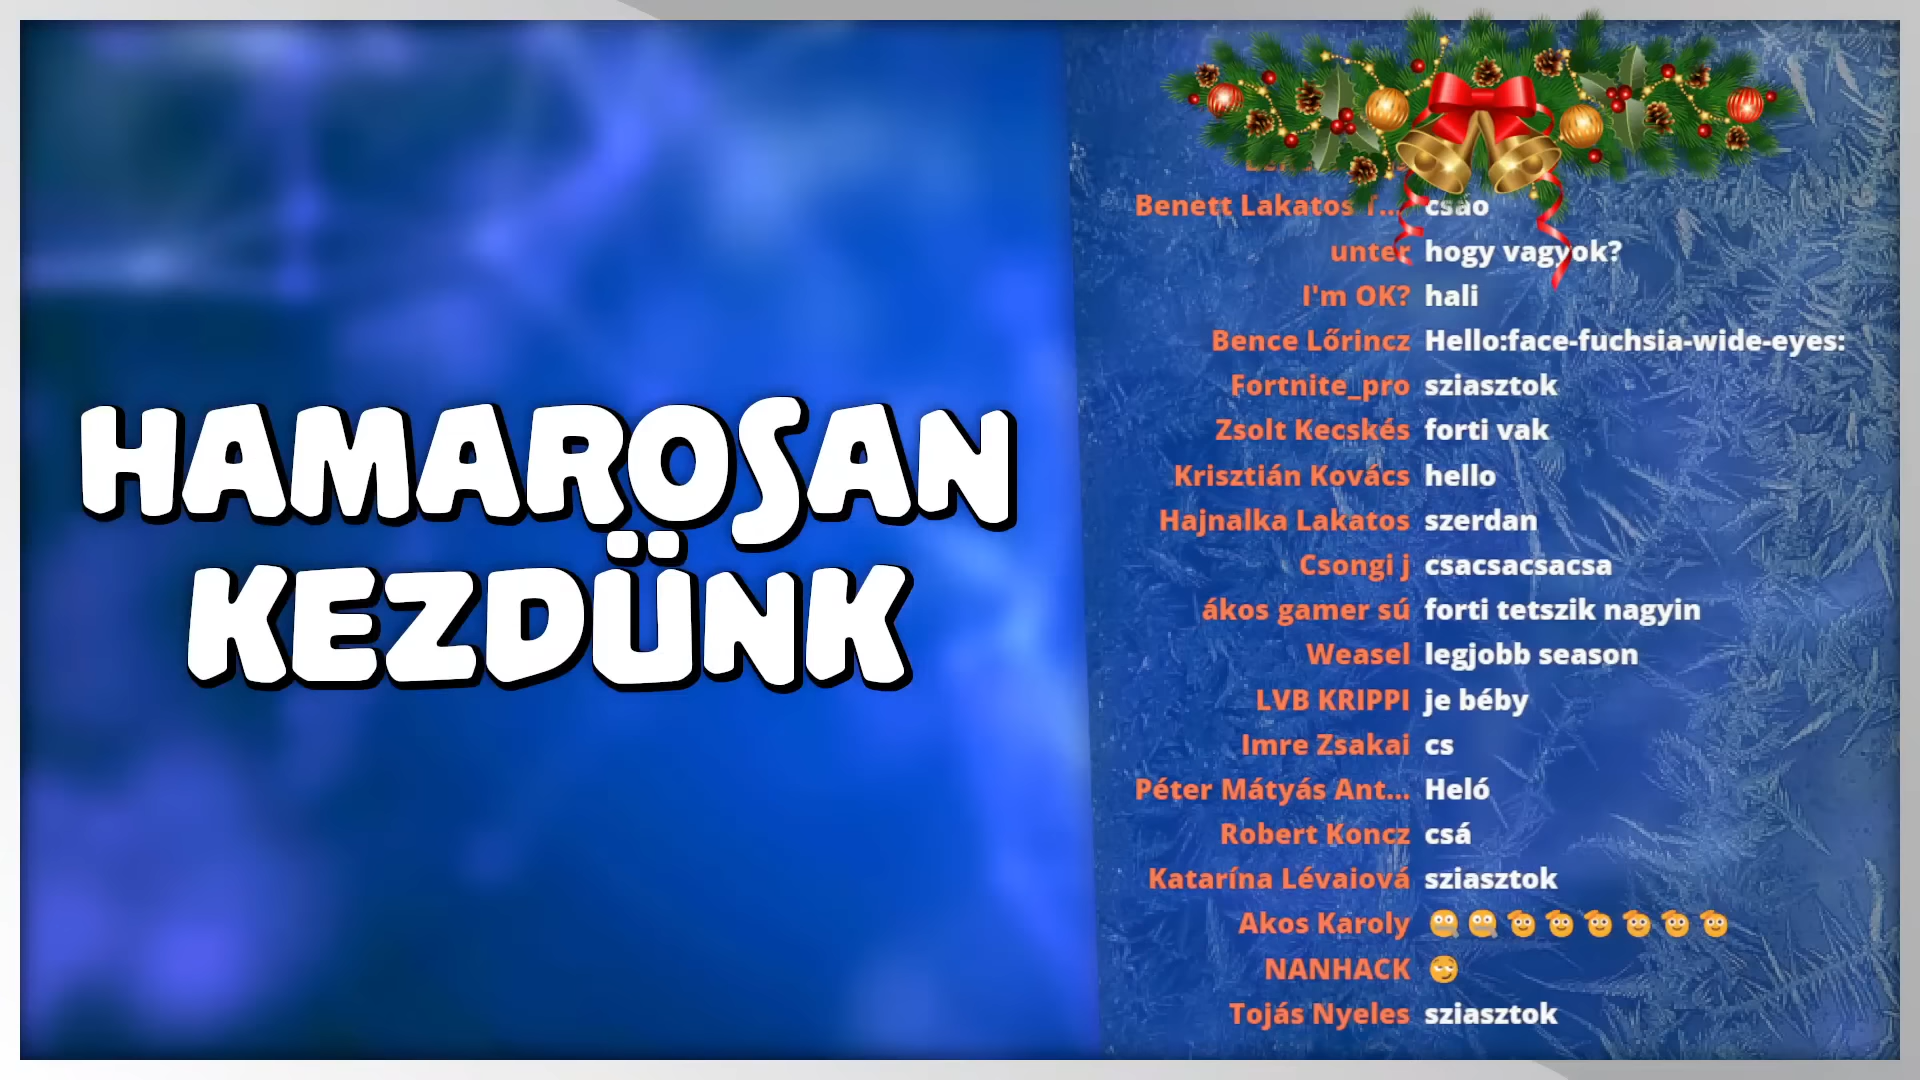 HAMAROSAN
KEZDÜNK
Benett Lakatos T... csao
unter hogy vagyok?
I'm OK? hali
Bence Lőrincz Hello:face-fuchsia-wide-eyes:
Fortnite_pro sziasztok
Zsolt Kecskés forti vak
Krisztián Kovács hello
Hajnalka Lakatos szerdan
Csongi j csacsacsacsa
ákos gamer sú forti tetszik nagyin
Weasel legjobb season
LVB KRIPPI je béby
Imre Zsakai cs
Péter Mátyás Ant... Heló
Robert Koncz csá
Katarína Lévaiová sziasztok
Akos Karoly
NANHACK
Tojás Nyeles sziasztok